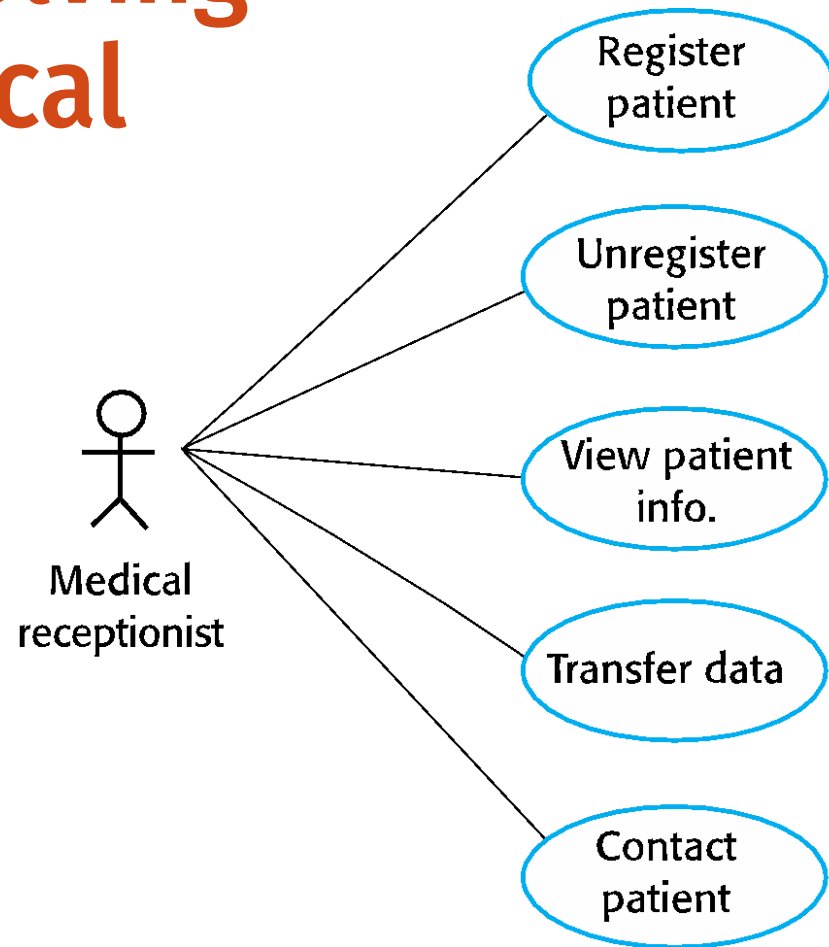 cal
Register
patient
Unregister
patient
View patient
info.
Medical
receptionist
Transfer data
Contact
patient